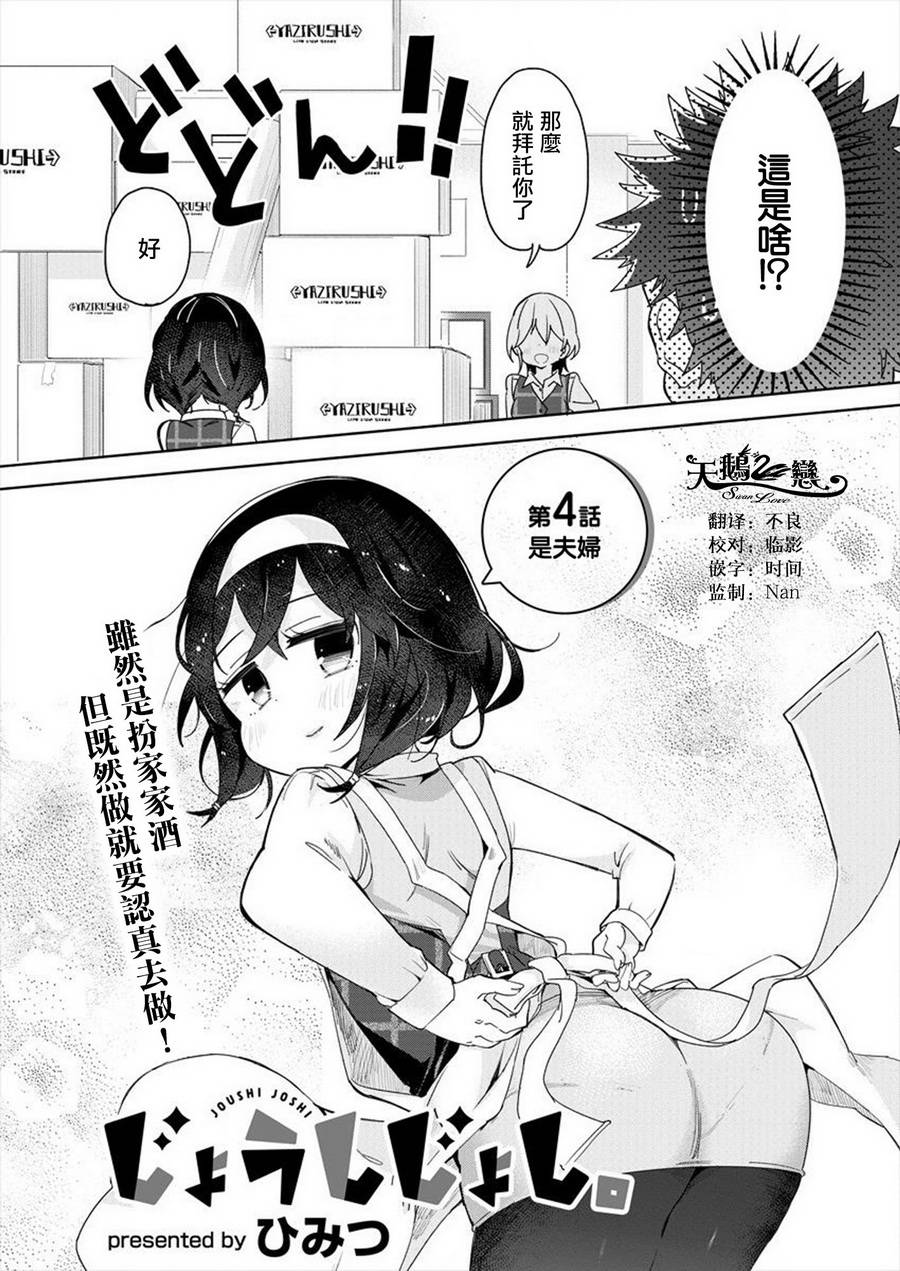 這是啥!?
那麼
就拜託你了
どどん!!
好
<YAZIRUSHI>
<YAZIRUSHI>
<YAZIRUSHI>
第4話
是夫婦
天鵝之戀
Swan Love
翻译：不良
校对：临影
嵌字：时间
监制：Nan
雖然是扮家家酒
但既然做就要認真去做！
JOUSHI JOSHI
じょうしじょし。
presented by ひみつ